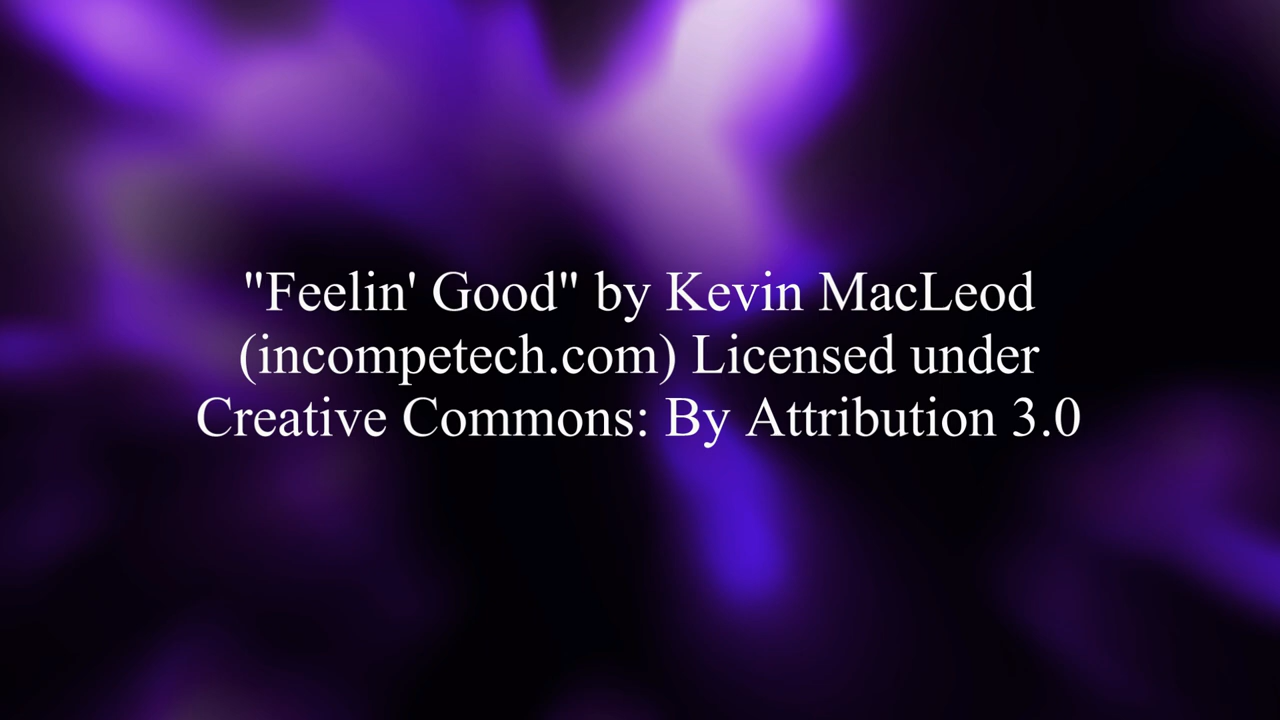 "Feelin' Good" by Kevin MacLeod
(incompetech.com) Licensed under
Creative Commons: By Attribution 3.0